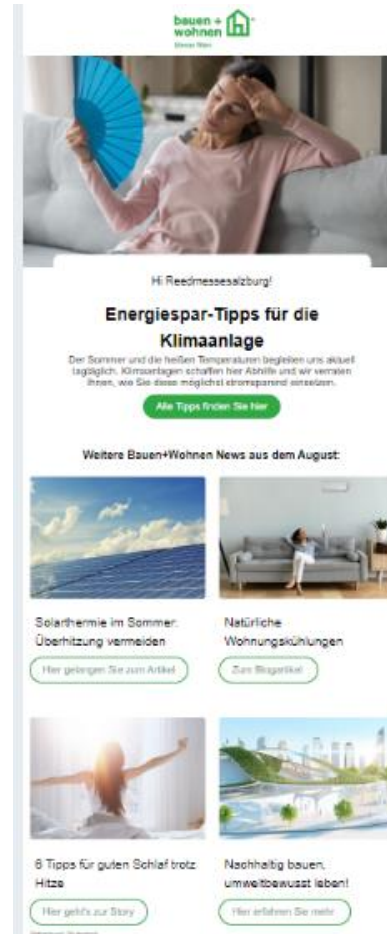 bauen +
wohnen
Hi Reedmessesalzburg!
Energiespar-Tipps für die
Klimaanlage
Der Sommer und die heißen Temperaturen begleiten uns aktuell
tagtäglich. Klimaanlagen schaffen hier Abhilfe und wir verraten
Ihnen, wie Sie diese möglichst stromsparend einsetzen.
Alle Tipps finden Sie hier
Weitere Bauen+Wohnen News aus dem August:
Solarthermie im Sommer:
Überhitzung vermeiden
Hier gelangen Sie zum Artikel
Natürliche
Wohnungskühlungen
Zum Blogartikel
6 Tipps für guten Schlaf trotz
Hitze
Hier geht's zur Story
Nachhaltig bauen,
umweltbewusst leben!
Hier erfahren Sie mehr